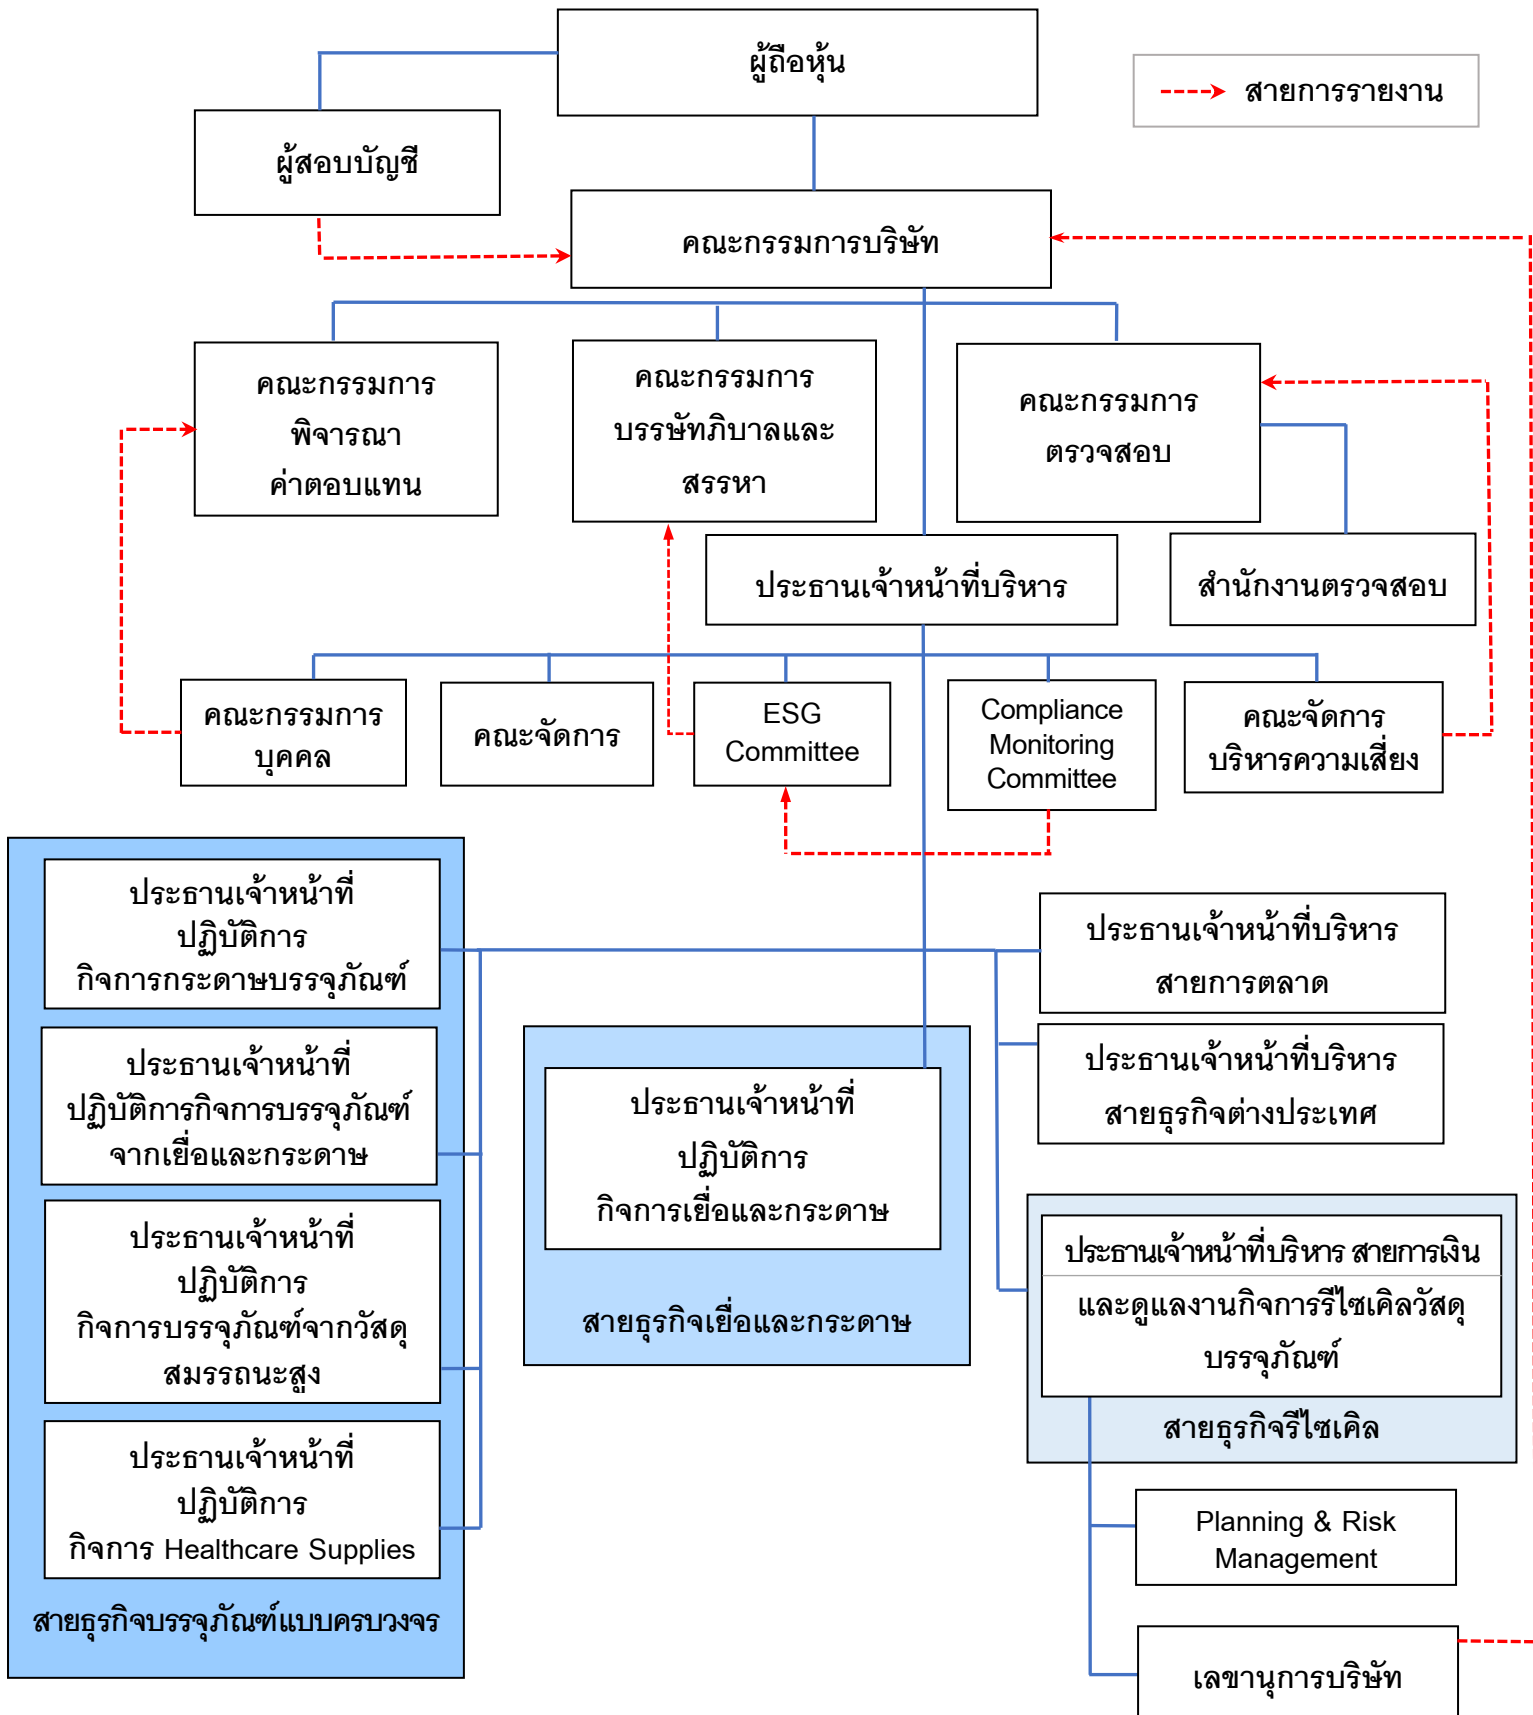 ผู้ถือหุ้น
สายการรายงาน
ผู้สอบบัญชี
คณะกรรมการบริษัท
คณะกรรมการ
พิจารณา
ค่าตอบแทน
คณะกรรมการ
บรรษัทภิบาลและ
สรรหา
คณะกรรมการ
ตรวจสอบ
ประธานเจ้าหน้าที่บริหาร
สำนักงานตรวจสอบ
คณะกรรมการ
บุคคล
คณะจัดการ
ESG
Committee
Compliance
Monitoring
Committee
คณะจัดการ
บริหารความเสี่ยง
ประธานเจ้าหน้าที่
ปฏิบัติการ
กิจการกระดาษบรรจุภัณฑ์
ประธานเจ้าหน้าที่
ปฏิบัติการกิจการบรรจุภัณฑ์
จากเยื่อและกระดาษ
ประธานเจ้าหน้าที่
ปฏิบัติการ
กิจการบรรจุภัณฑ์จากวัสดุ
สมรรถนะสูง
ประธานเจ้าหน้าที่
ปฏิบัติการ
กิจการ Healthcare Supplies
สายธุรกิจบรรจุภัณฑ์แบบครบวงจร
ประธานเจ้าหน้าที่
ปฏิบัติการ
กิจการเยื่อและกระดาษ
สายธุรกิจเยื่อและกระดาษ
ประธานเจ้าหน้าที่บริหาร
สายการตลาด
ประธานเจ้าหน้าที่บริหาร
สายธุรกิจต่างประเทศ
ประธานเจ้าหน้าที่บริหาร สายการเงิน
และดูแลงานกิจการรีไซเคิลวัสดุ
บรรจุภัณฑ์
สายธุรกิจรีไซเคิล
Planning & Risk
Management
เลขานุการบริษัท